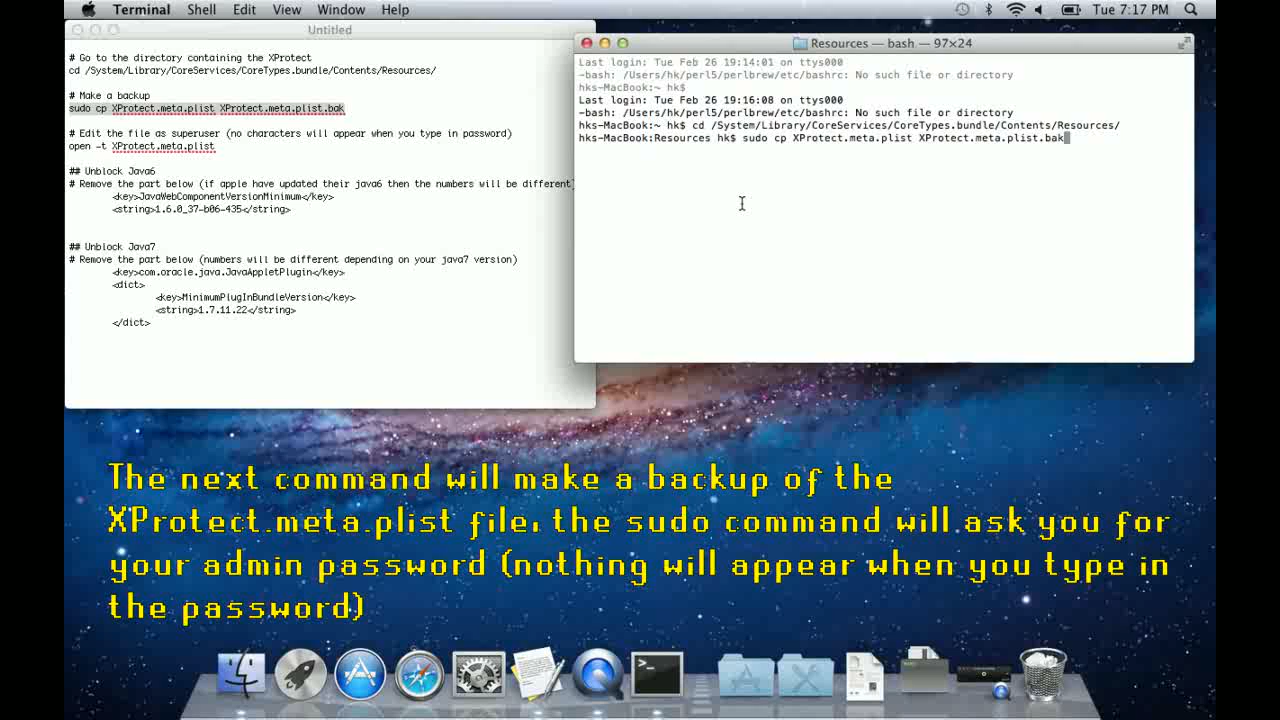 Terminal Shell Edit View Window Help
Tue 7:17 PM
Untitled
# Go to the directory containing the XProtect
cd /System/Library/CoreServices/CoreTypes.bundle/Contents/Resources/
# Make a backup
sudo cp XProtect.meta.plist XProtect.meta.plist.bak
# Edit the file as superuser (no characters will appear when you type in password)
open -t XProtect.meta.plist
## Unblock Java6
# Remove the part below (if apple have updated their java6 then the numbers will be different)
<key>JavaWebComponentVersionMinimum</key>
<string>1.6.0_37-b06-435</string>
## Unblock Java7
# Remove the part below (numbers will be different depending on your java7 version)
<key>com.oracle.java.JavaAppletPlugin</key>
<dict>
<key>MinimumPlugInBundleVersion</key>
<string>1.7.11.22</string>
</dict>
Resources — bash — 97×24
Last login: Tue Feb 26 19:14:01 on ttys000
-bash: /Users/hk/perl5/perlbrew/etc/bashrc: No such file or directory
hks-MacBook:~ hk$
Last login: Tue Feb 26 19:16:08 on ttys000
-bash: /Users/hk/perl5/perlbrew/etc/bashrc: No such file or directory
hks-MacBook:~ hk$ cd /System/Library/CoreServices/CoreTypes.bundle/Contents/Resources/
hks-MacBook:Resources hk$ sudo cp XProtect.meta.plist XProtect.meta.plist.bak
The next command will make a backup of the
XProtect.meta.plist file, the sudo command will ask you for
your admin password (nothing will appear when you type in
the password)